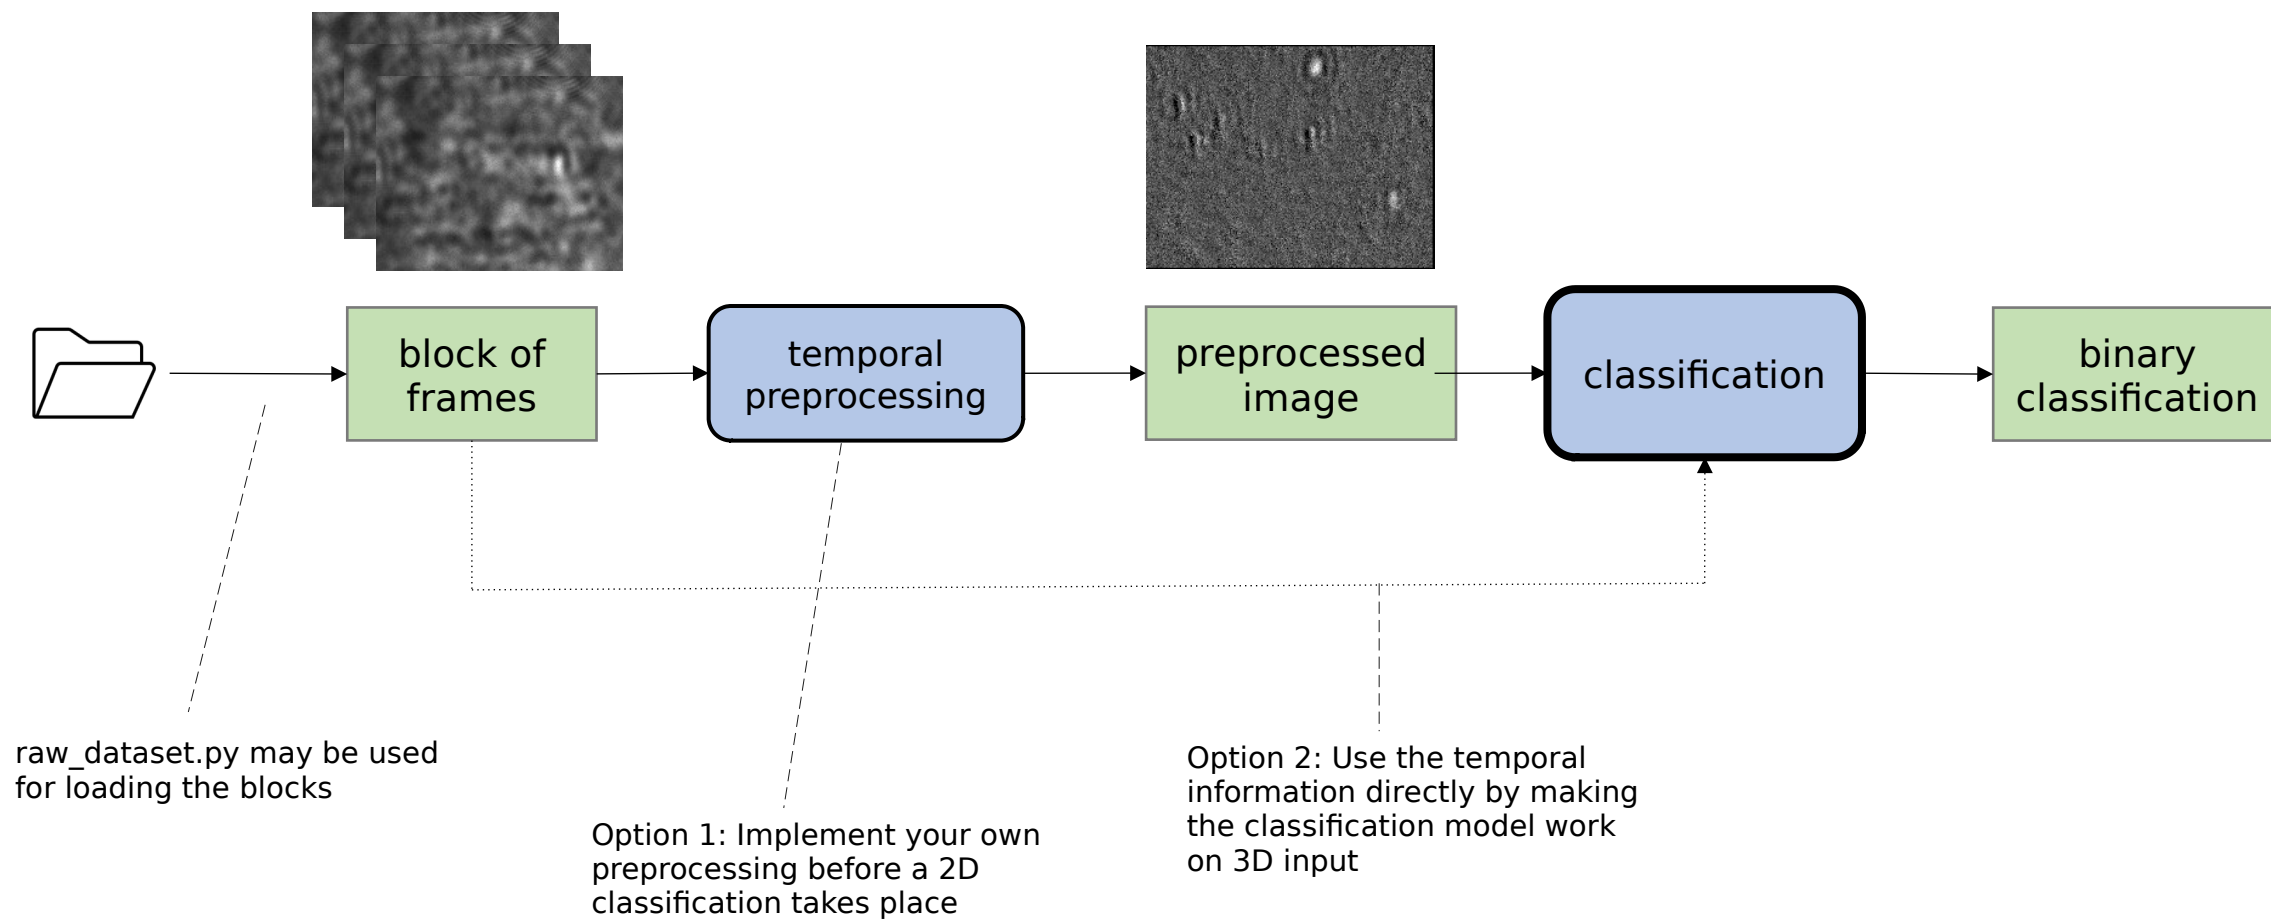 block of
frames
temporal
preprocessing
preprocessed
image
classification
binary
classification
raw_dataset.py may be used
for loading the blocks
Option 1: Implement your own
preprocessing before a 2D
classification takes place
Option 2: Use the temporal
information directly by making
the classification model work
on 3D input